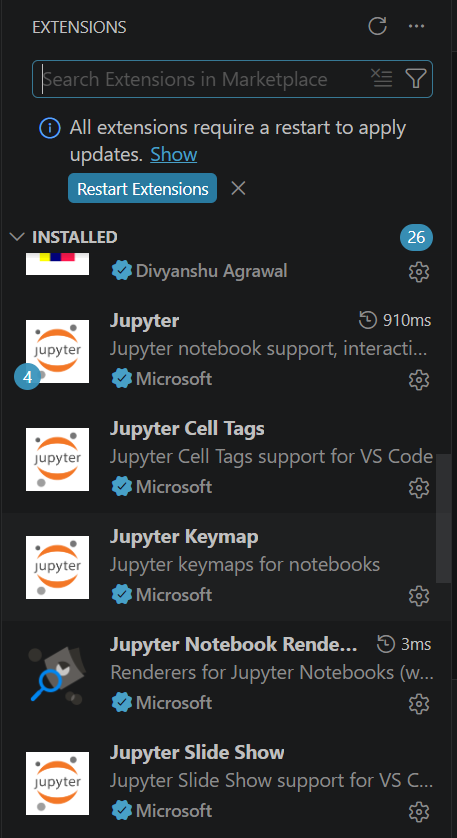 EXTENSIONS
Search Extensions in Marketplace
All extensions require a restart to apply
updates. Show
Restart Extensions
INSTALLED 26
Divyanshu Agrawal
Jupyter 910ms
Jupyter notebook support, interacti...
jupyter
4
Microsoft
Jupyter Cell Tags
Jupyter Cell Tags support for VS Code
jupyter
Microsoft
Jupyter Keymap
Jupyter keymaps for notebooks
jupyter
Microsoft
Jupyter Notebook Rende... 3ms
Renderers for Jupyter Notebooks (w...
Microsoft
Jupyter Slide Show
Jupyter Slide Show support for VS C...
jupyter
Microsoft